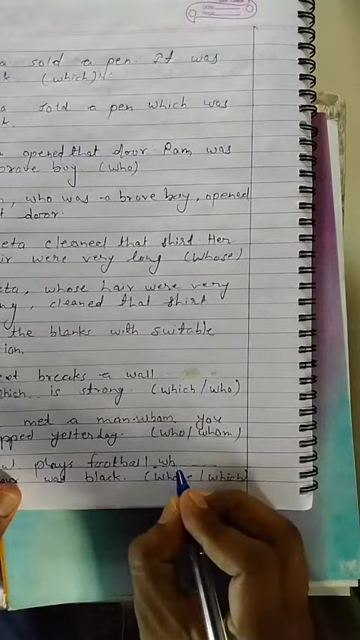 sold a pen It was
(which)
sold a pen which was
opened that door Ram was
brave boy (who)
, who was a brave boy, opened
door.
eta cleaned that shirt Her
were very long (whose)
eta, whose hair were very
, cleaned that shirt
the blanks with suitable
breaks a wall
which is strong (which/who)
met a man whom you
yesterday. (who/whom)
plays football wh
was black. (/which)